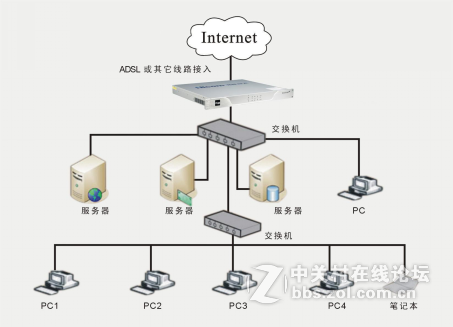 Internet
ADSL 或其它线路接入
交换机
服务器
服务器
服务器
PC
交换机
PC1
PC2
PC3
PC4
笔记本
中关村在线论坛
bbs.zol.com.cn